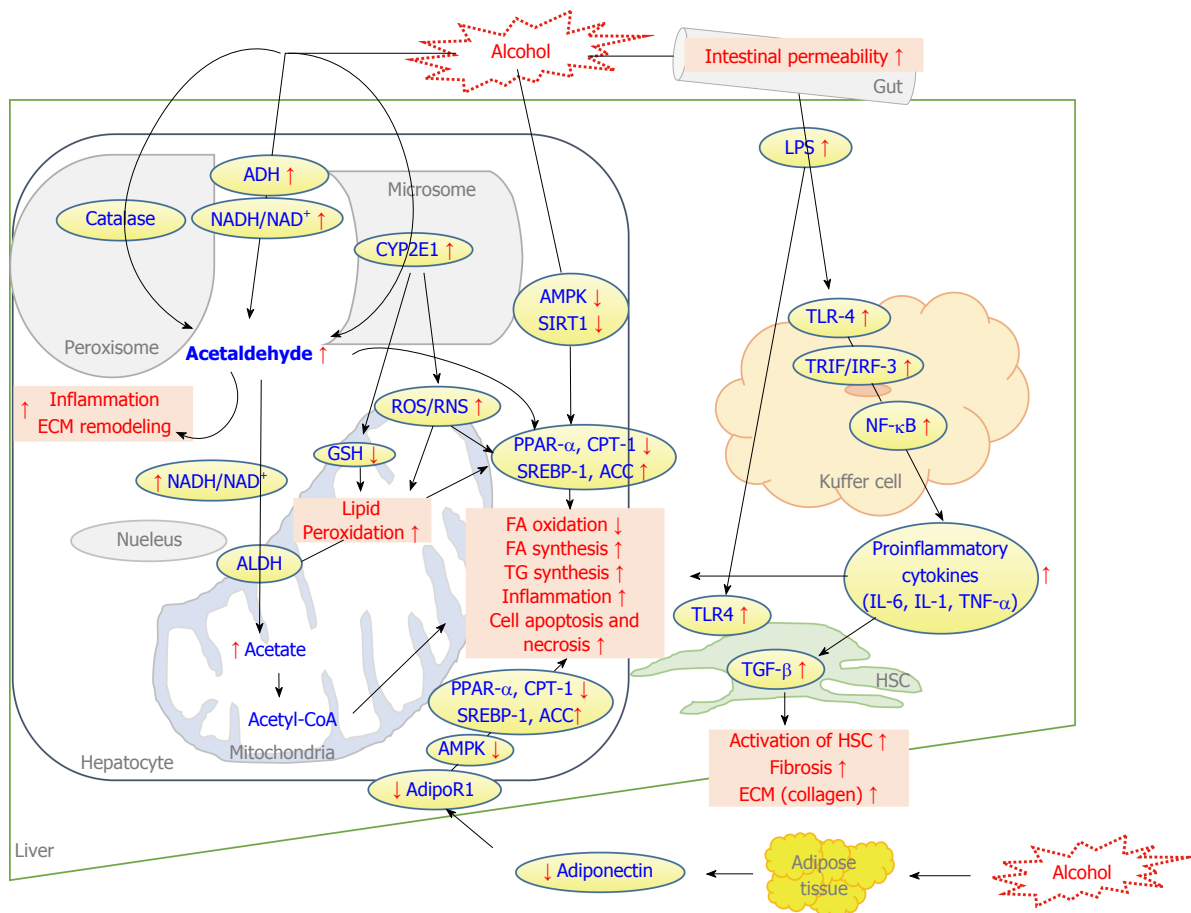 Alcohol
Intestinal permeability ↑
Gut
LPS ↑
ADH ↑
Microsome
Catalase
NADH/NAD⁺ ↑
CYP2E1 ↑
AMPK ↓
SIRT1 ↓
TLR-4 ↑
Peroxisome
Acetaldehyde ↑
TRIF/IRF-3 ↑
↑ Inflammation
ECM remodeling
ROS/RNS ↑
NF-κB ↑
GSH ↓
PPAR-α, CPT-1 ↓
SREBP-1, ACC ↑
↑ NADH/NAD⁺
Kuffer cell
Lipid
Peroxidation ↑
Nueleus
ALDH
FA oxidation ↓
FA synthesis ↑
TG synthesis ↑
Inflammation ↑
Cell apoptosis and
necrosis ↑
Proinflammatory
cytokines
(IL-6, IL-1, TNF-α)
↑
TLR4 ↑
↑ Acetate
TGF-β ↑
HSC
Acetyl-CoA
PPAR-α, CPT-1 ↓
SREBP-1, ACC↑
Mitochondria
AMPK ↓
Hepatocyte
↓ AdipoR1
Activation of HSC ↑
Fibrosis ↑
ECM (collagen) ↑
Liver
↓ Adiponectin
Adipose
tissue
Alcohol